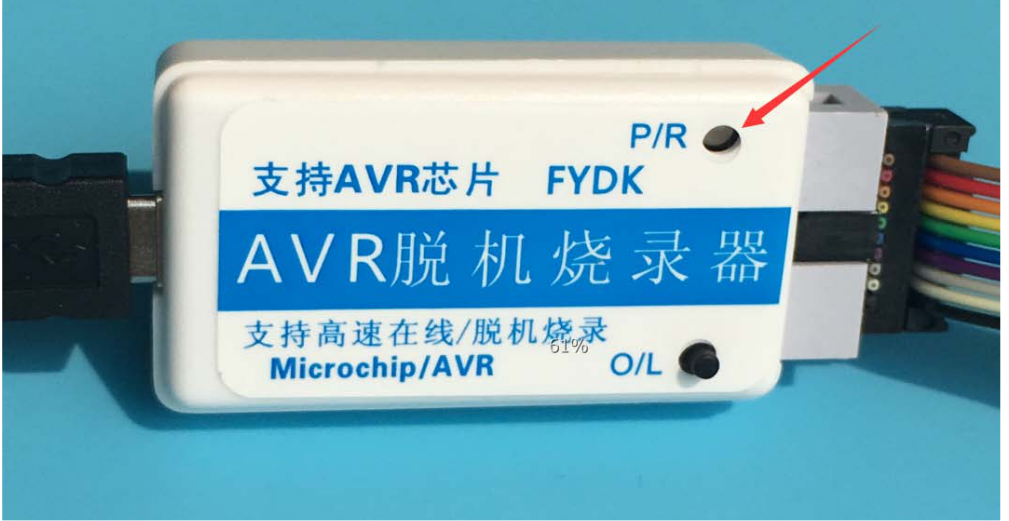 P/R
支持AVR芯片 FYDK
AVR脱机烧录器
支持高速在线/脱机烧录
61%
Microchip/AVR O/L